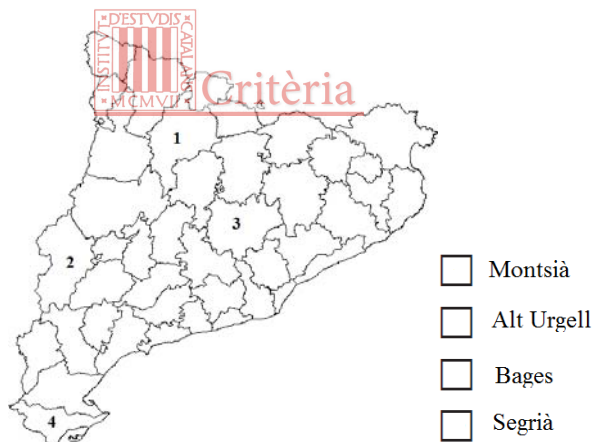 INSTITVT
D'ESTVDIS
CATALANS
MCMVII
Critèria
1
2
3
4
Montsià
Alt Urgell
Bages
Segrià